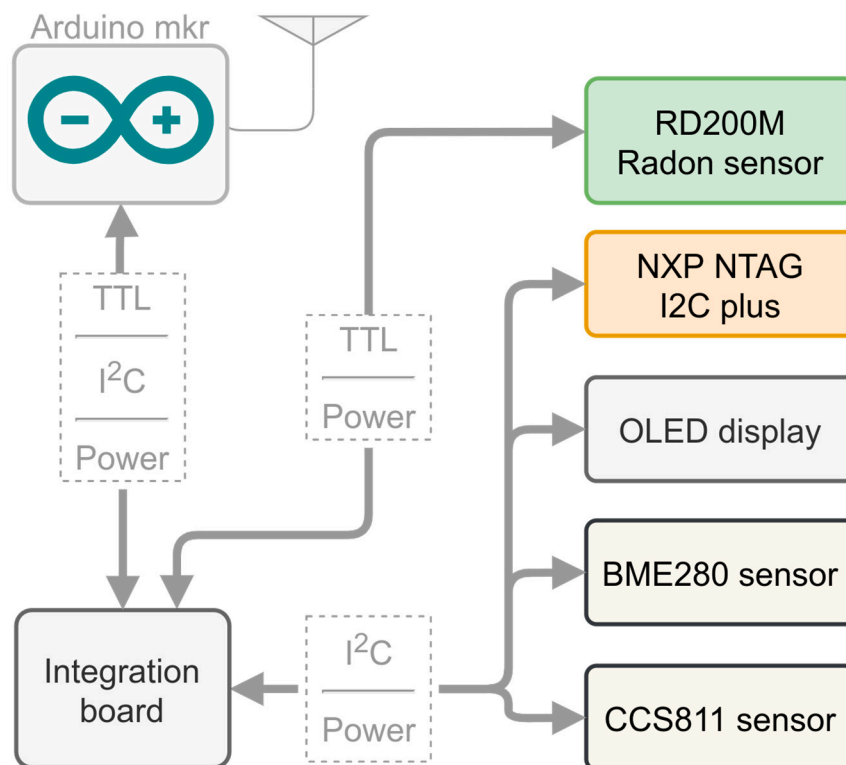 Arduino mkr
RD200M
Radon sensor
NXP NTAG
I2C plus
TTL
I²C
Power
TTL
Power
OLED display
BME280 sensor
Integration
board
I²C
Power
CCS811 sensor